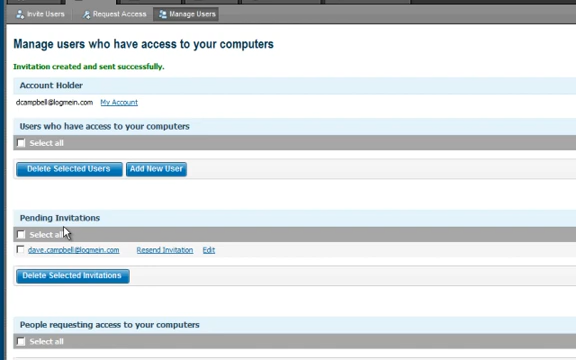 Invite Users Request Access Manage Users
Manage users who have access to your computers
Invitation created and sent successfully.
Account Holder
dcampbell@logmein.com My Account
Users who have access to your computers
Select all
Delete Selected Users Add New User
Pending Invitations
Select all
dave.campbell@logmein.com Resend Invitation Edit
Delete Selected Invitations
People requesting access to your computers
Select all